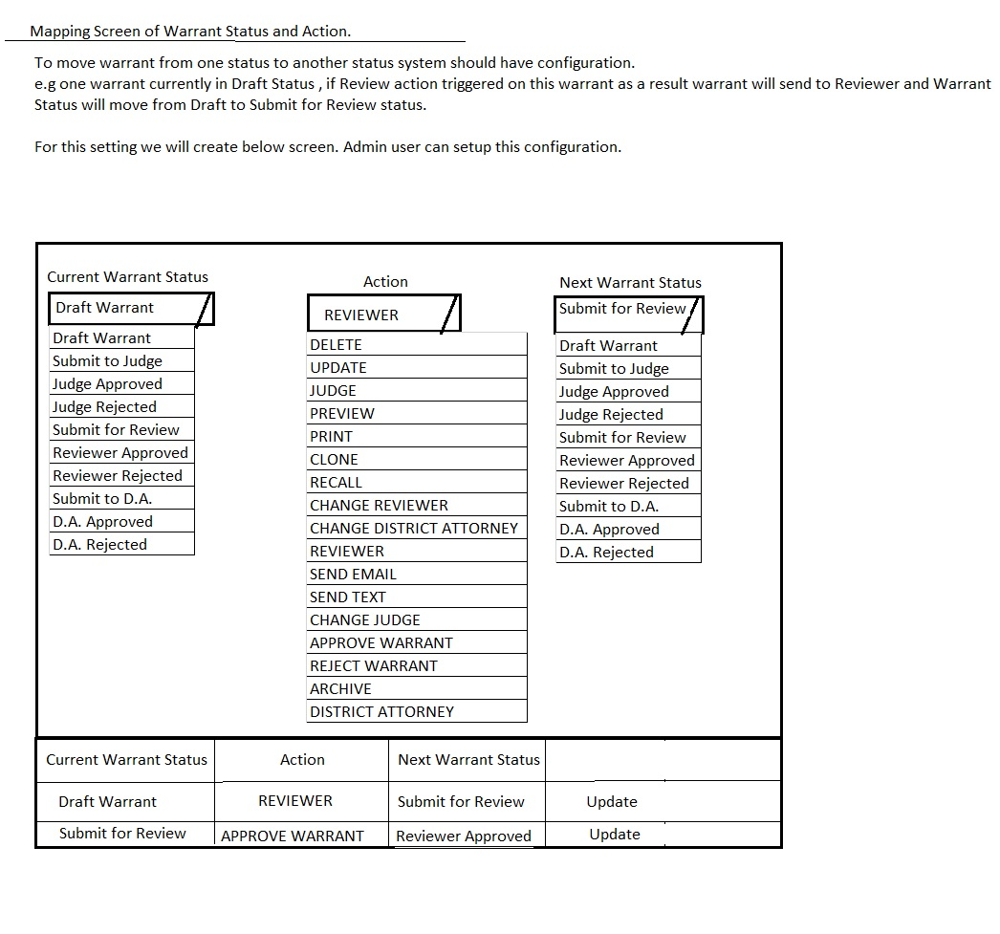 Mapping Screen of Warrant Status and Action.
To move warrant from one status to another status system should have configuration.
e.g one warrant currently in Draft Status , if Review action triggered on this warrant as a result warrant will send to Reviewer and Warrant
Status will move from Draft to Submit for Review status.
For this setting we will create below screen. Admin user can setup this configuration.
Current Warrant Status
Draft Warrant
Draft Warrant
Submit to Judge
Judge Approved
Judge Rejected
Submit for Review
Reviewer Approved
Reviewer Rejected
Submit to D.A.
D.A. Approved
D.A. Rejected
Action
REVIEWER
DELETE
UPDATE
JUDGE
PREVIEW
PRINT
CLONE
RECALL
CHANGE REVIEWER
CHANGE DISTRICT ATTORNEY
REVIEWER
SEND EMAIL
SEND TEXT
CHANGE JUDGE
APPROVE WARRANT
REJECT WARRANT
ARCHIVE
DISTRICT ATTORNEY
Next Warrant Status
Submit for Review
Draft Warrant
Submit to Judge
Judge Approved
Judge Rejected
Submit for Review
Reviewer Approved
Reviewer Rejected
Submit to D.A.
D.A. Approved
D.A. Rejected
Current Warrant Status Action Next Warrant Status
Draft Warrant REVIEWER Submit for Review Update
Submit for Review APPROVE WARRANT Reviewer Approved Update